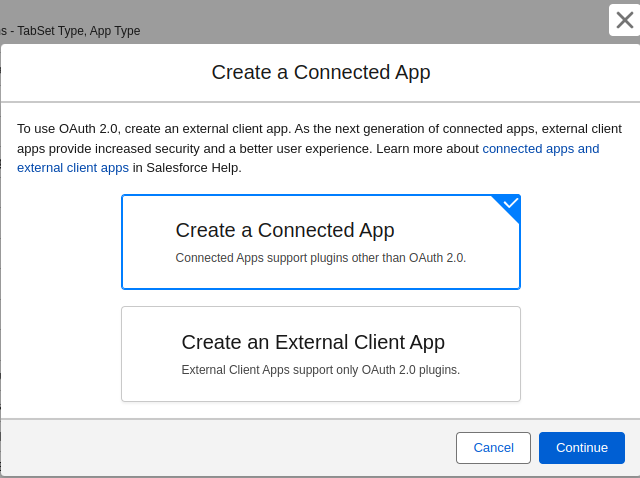 s - TabSet Type, App Type
Create a Connected App
To use OAuth 2.0, create an external client app. As the next generation of connected apps, external client
apps provide increased security and a better user experience. Learn more about connected apps and
external client apps in Salesforce Help.
Create a Connected App
Connected Apps support plugins other than OAuth 2.0.
Create an External Client App
External Client Apps support only OAuth 2.0 plugins.
Cancel
Continue